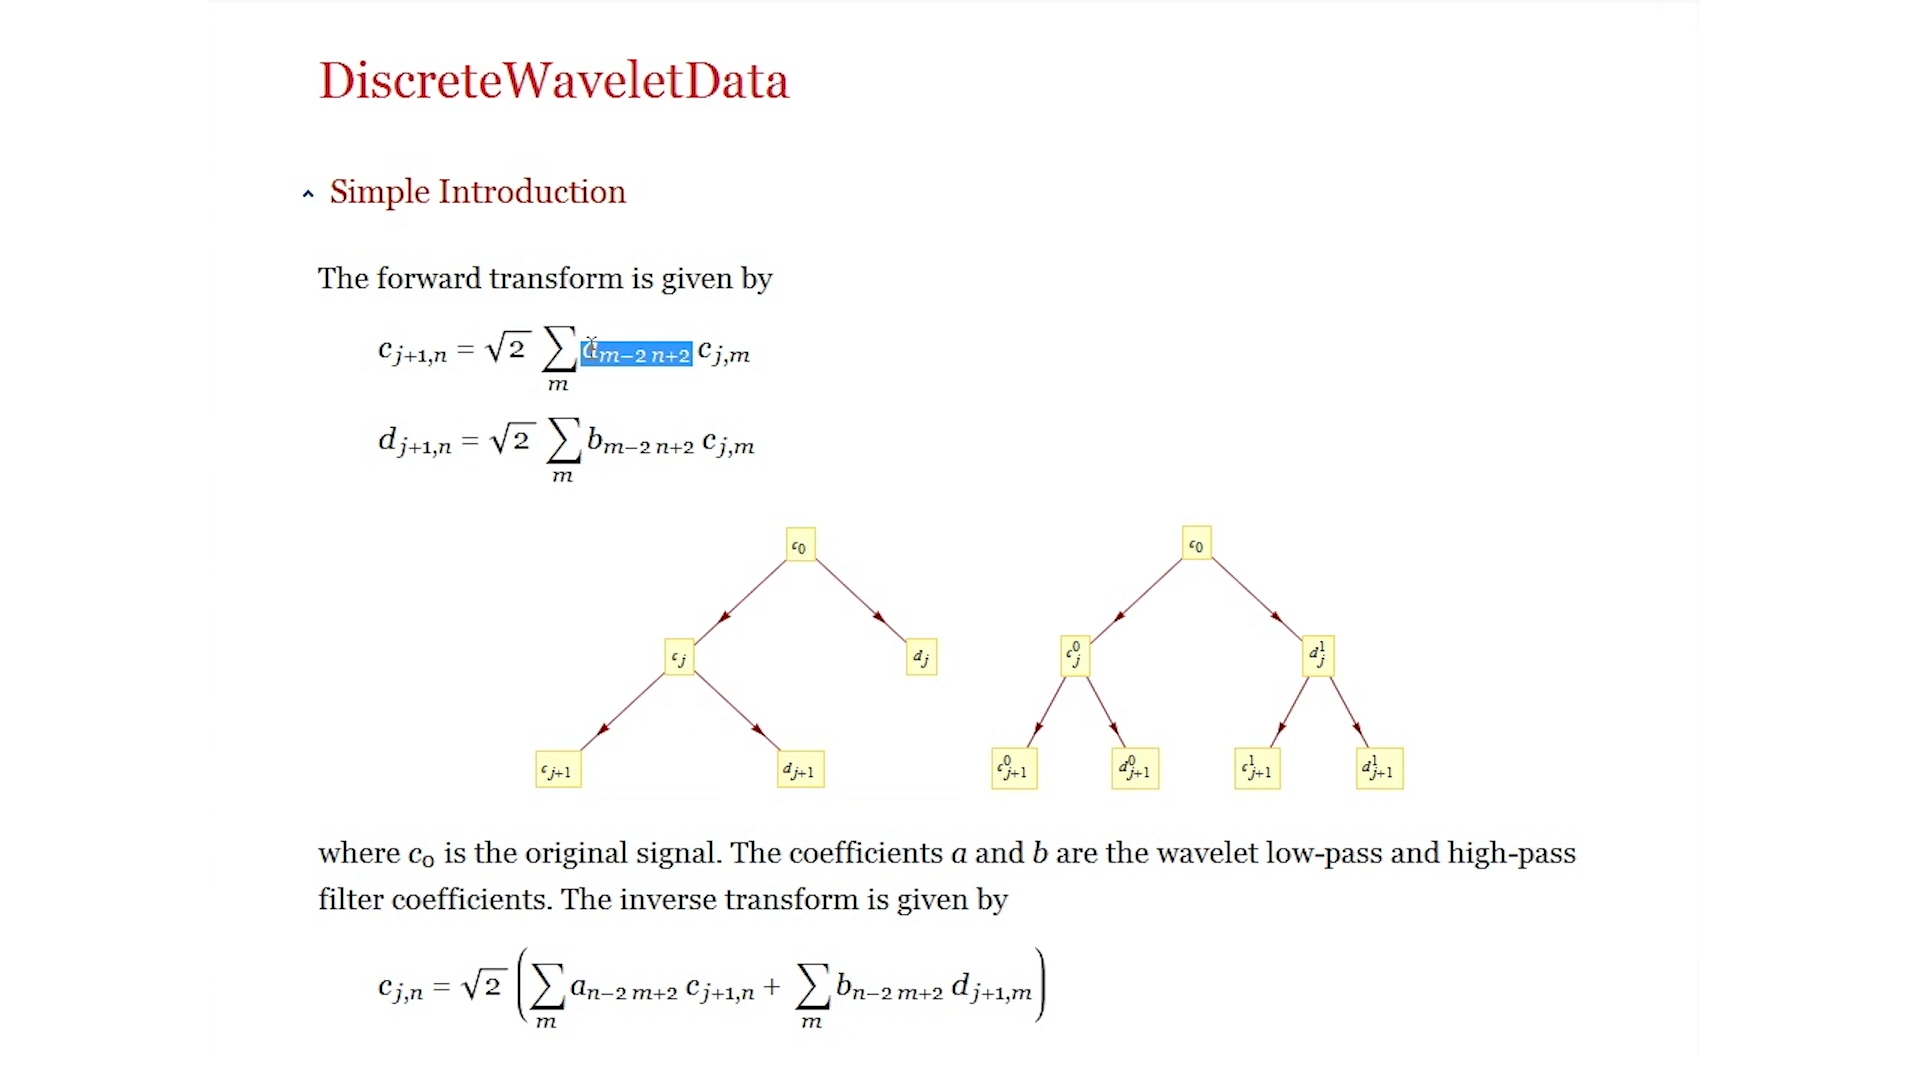 DiscreteWaveletData
Simple Introduction
The forward transform is given by
c_{j+1,n} = √2 ∑_m a_{m−2 n+2} c_{j,m}
d_{j+1,n} = √2 ∑_m b_{m−2 n+2} c_{j,m}
c_0 c_0
c_j d_j c_j^0 d_j^1
c_{j+1} d_{j+1} c_{j+1}^0 d_{j+1}^0 c_{j+1}^1 d_{j+1}^1
where c_0 is the original signal. The coefficients a and b are the wavelet low-pass and high-pass
filter coefficients. The inverse transform is given by
c_{j,n} = √2 (∑_m a_{n−2 m+2} c_{j+1,n} + ∑_m b_{n−2 m+2} d_{j+1,m})